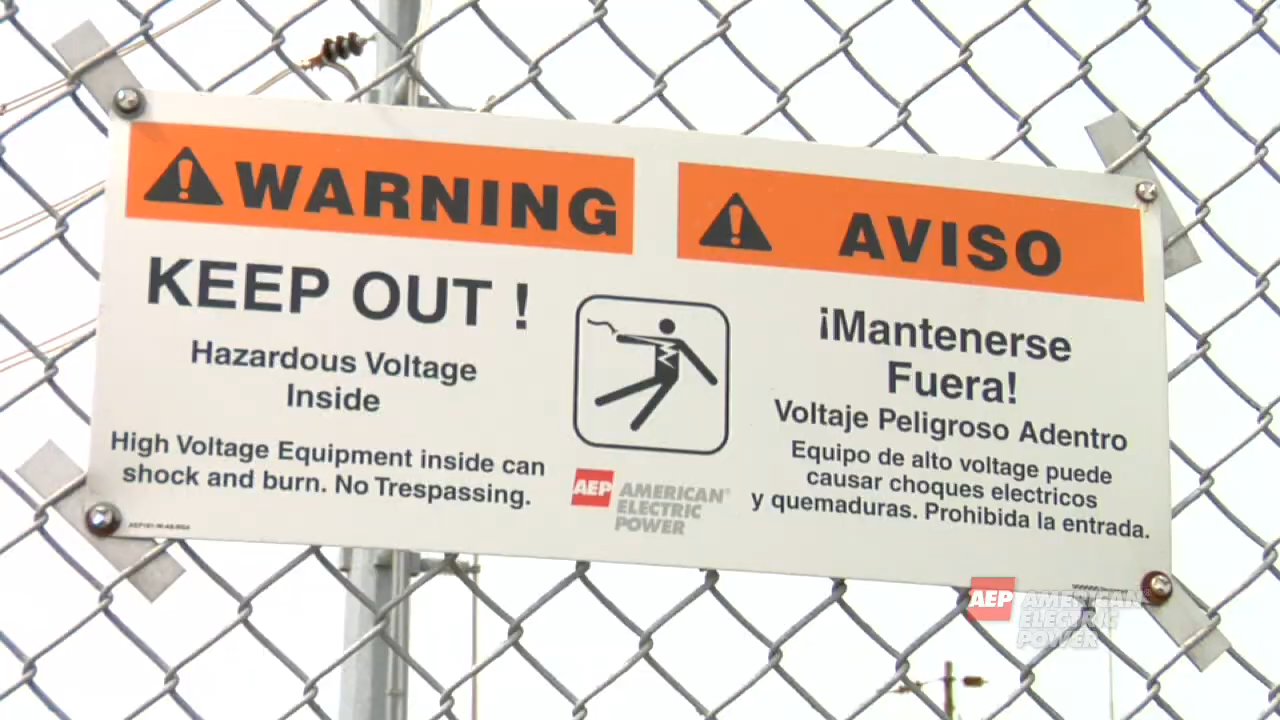 WARNING
KEEP OUT !
Hazardous Voltage
Inside
High Voltage Equipment inside can
shock and burn. No Trespassing.
AEP AMERICAN®
ELECTRIC
POWER
AVISO
¡Mantenerse
Fuera!
Voltaje Peligroso Adentro
Equipo de alto voltage puede
causar choques electricos
y quemaduras. Prohibida la entrada.
AEP AMERICAN®
ELECTRIC
POWER